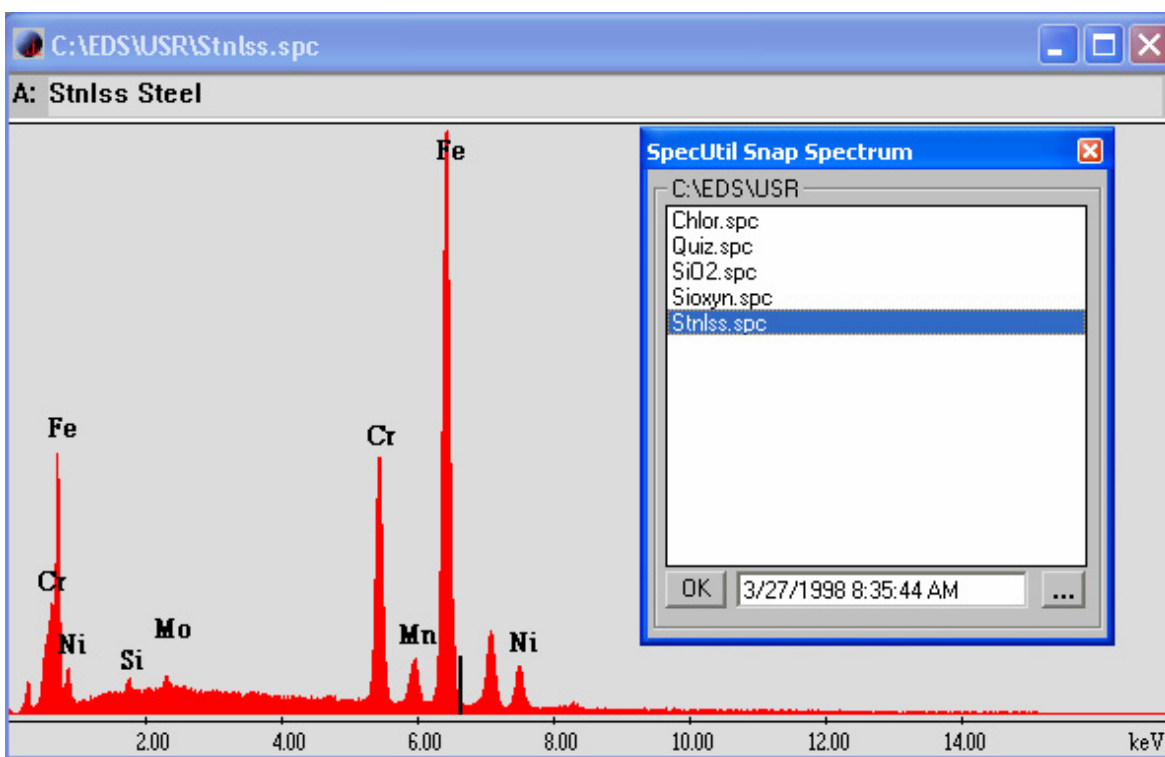 C:\EDS\USR\Stnlss.spc
A: Stnlss Steel
Fe
SpecUtil Snap Spectrum
C:\EDS\USR
Chlor.spc
Quiz.spc
SiO2.spc
Sioxyn.spc
Stnlss.spc
OK 3/27/1998 8:35:44 AM ...
Fe
Cr
Cr
Ni
Si
Mo
Mn
Ni
2.00 4.00 6.00 8.00 10.00 12.00 14.00 keV